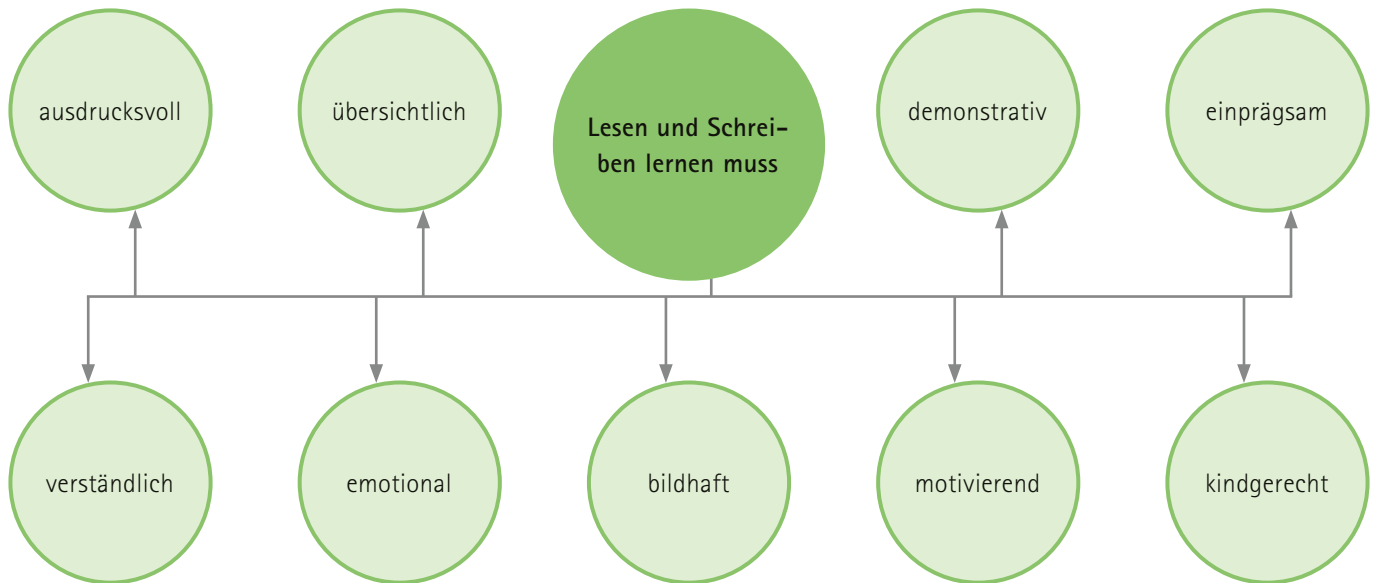 ausdrucksvoll
übersichtlich
Lesen und Schrei-
ben lernen muss
demonstrativ
einprägsam
verständlich
emotional
bildhaft
motivierend
kindgerecht